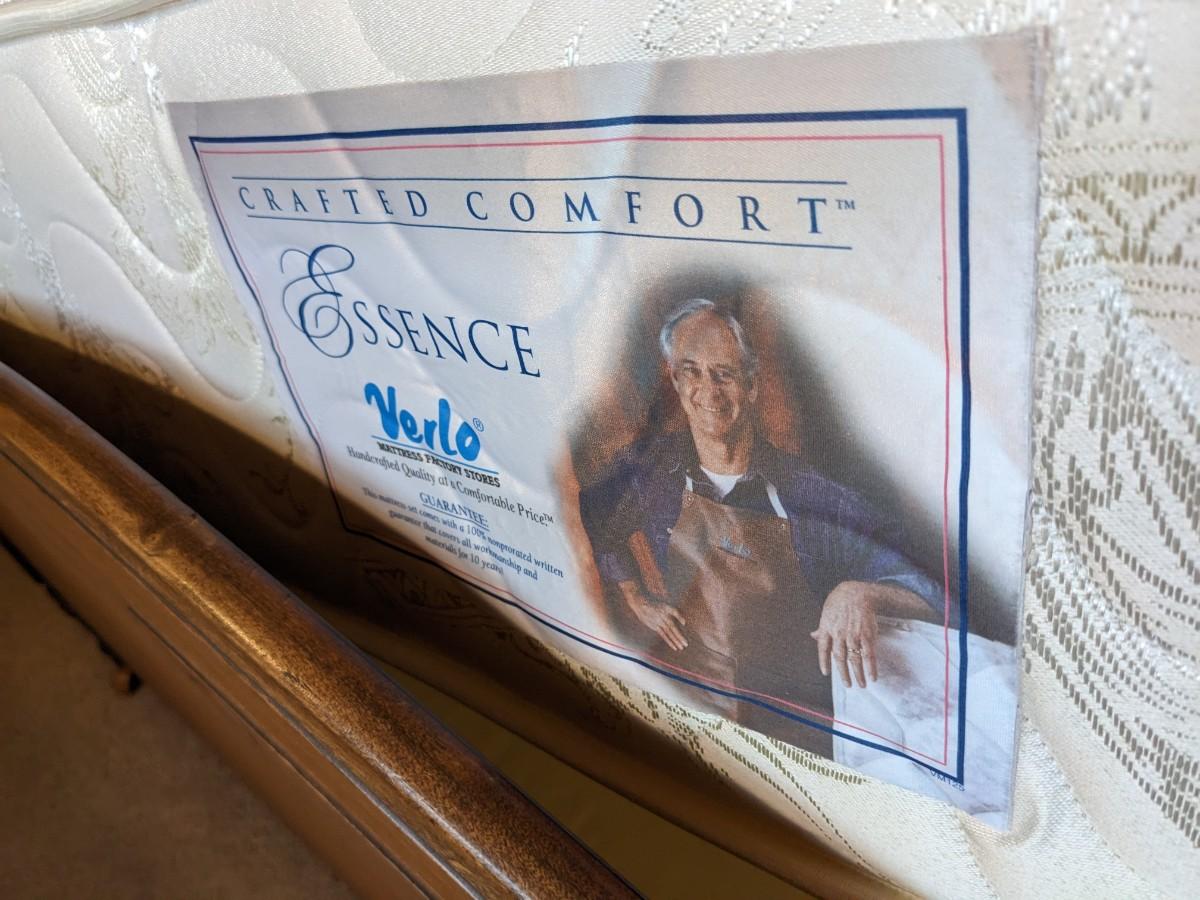 CRAFTED COMFORT™
ESSENCE
Verlo®
MATTRESS FACTORY STORES
Handcrafted Quality at a Comfortable Price™
GUARANTEE:
This mattress set comes with a 100% nonprorated written
guarantee that covers all workmanship and
materials for 10 years.
Verlo